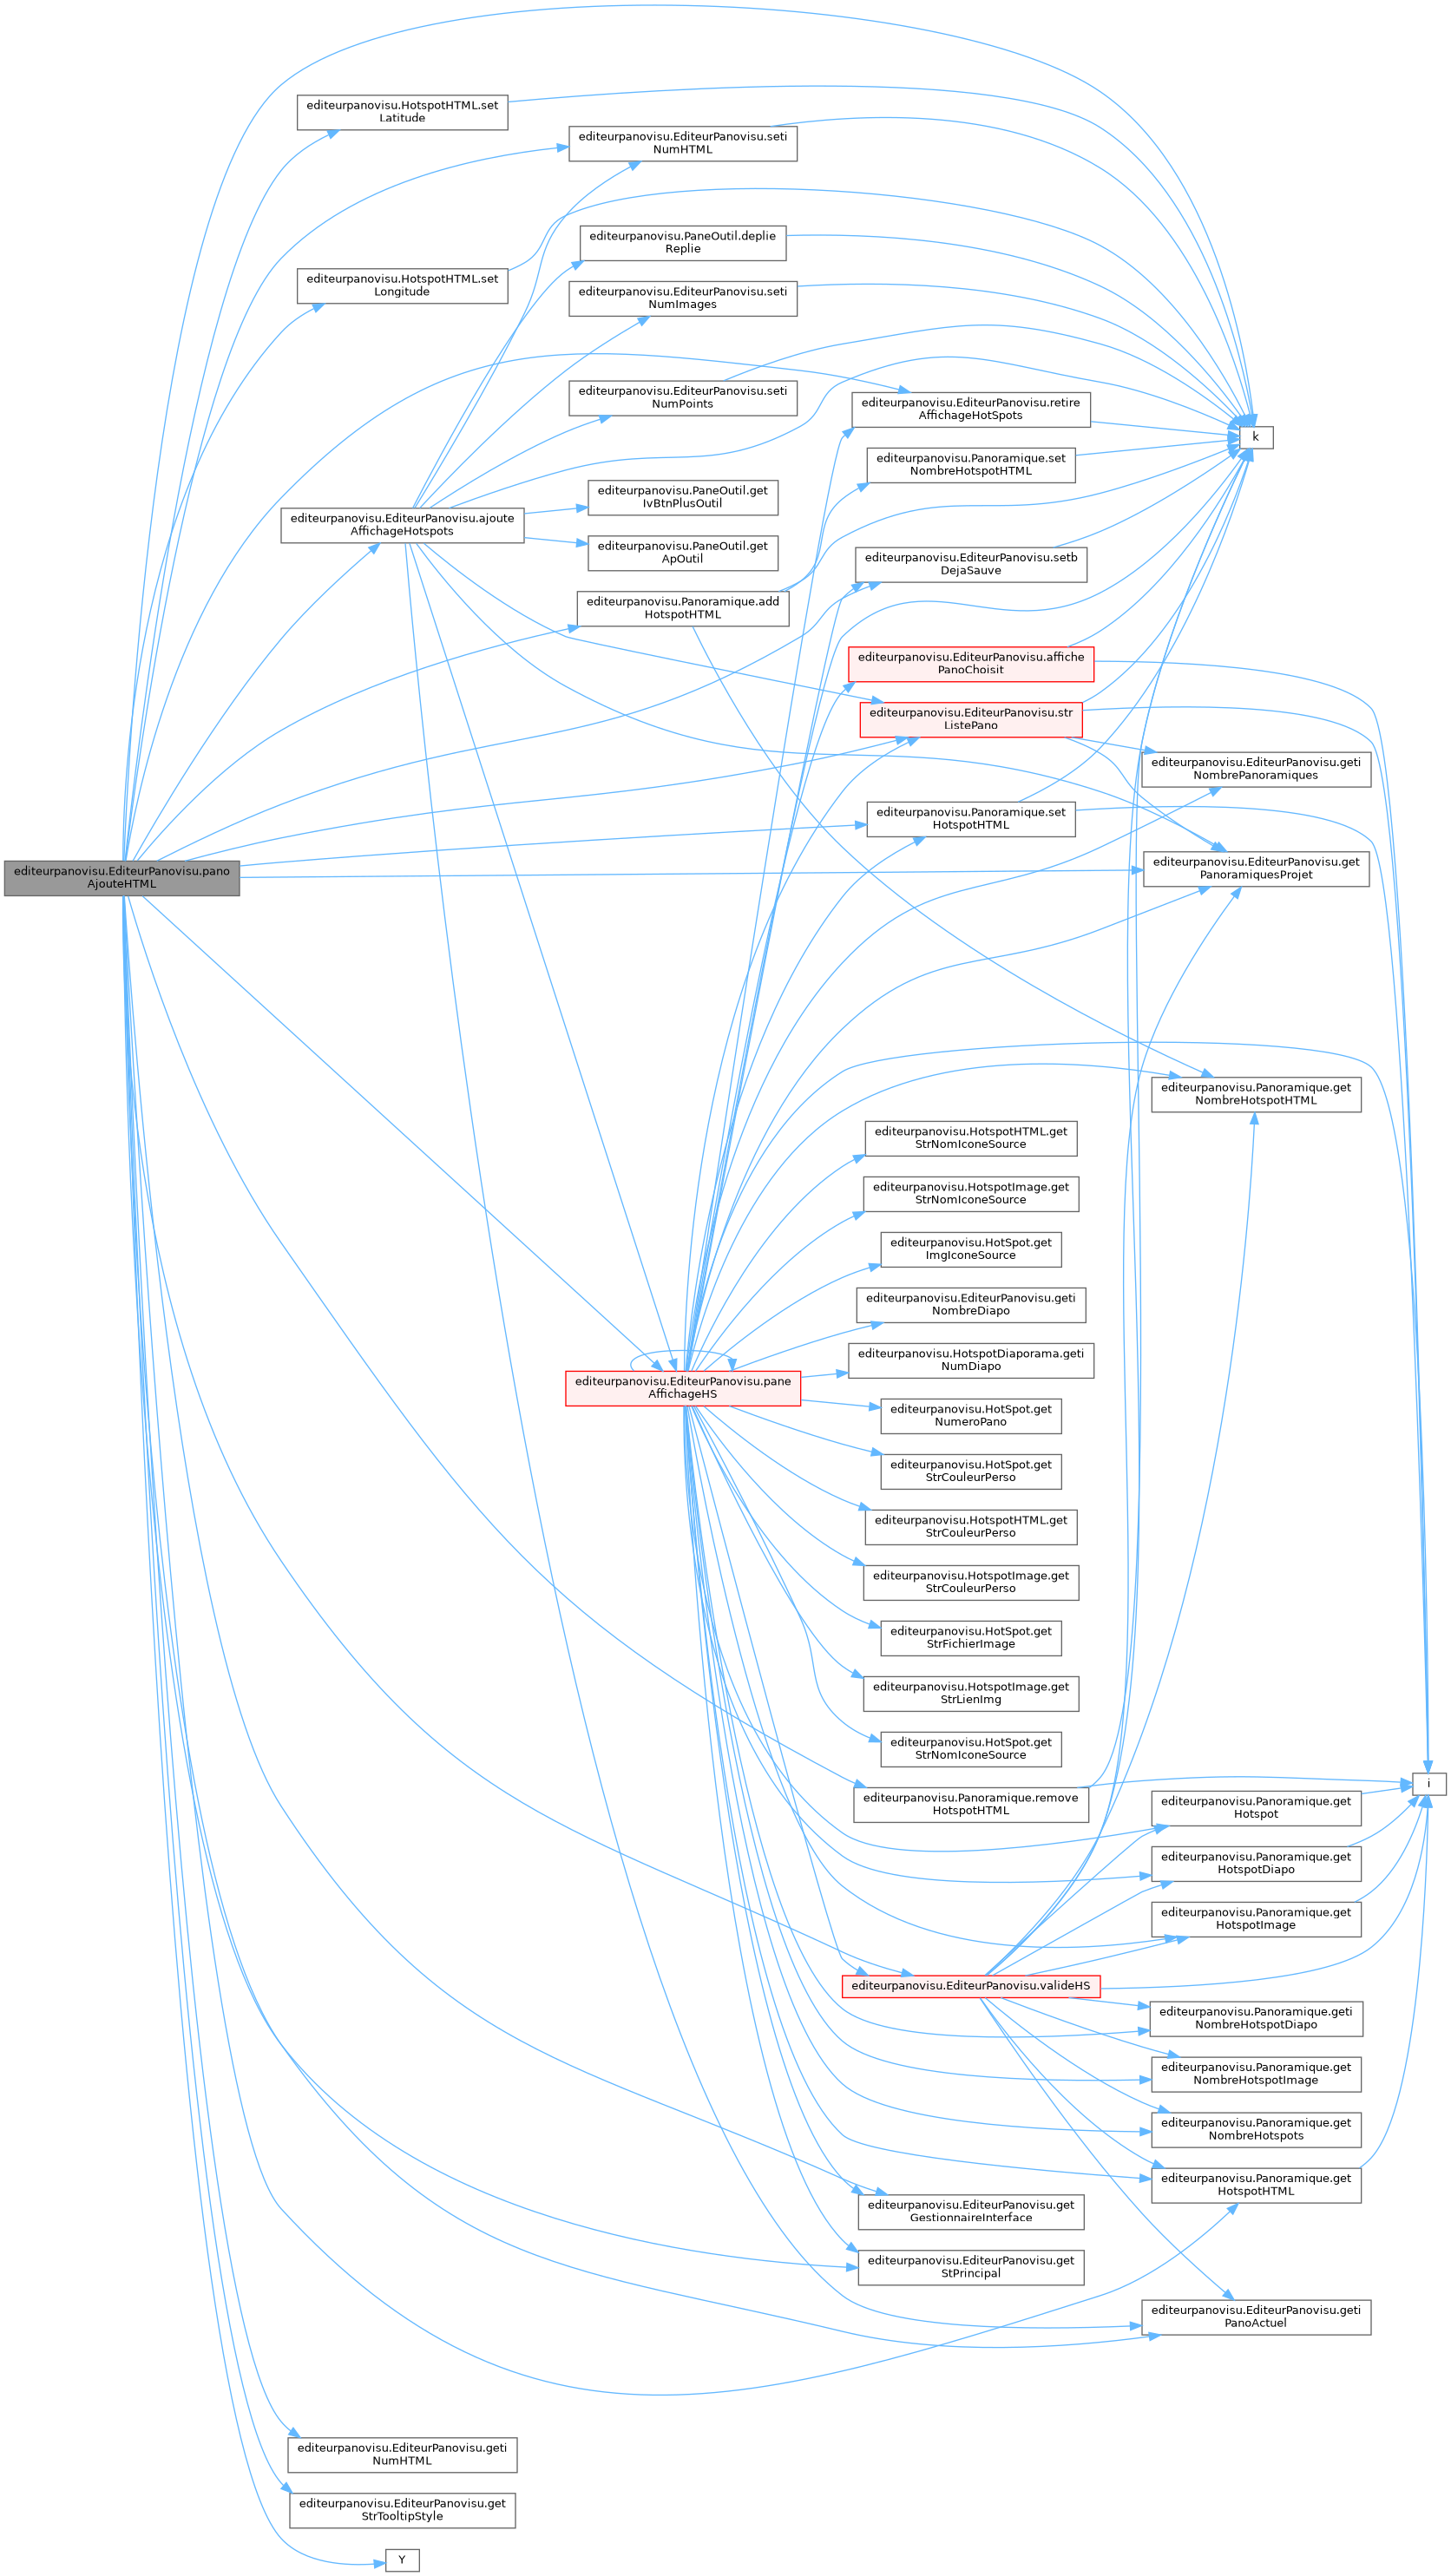 editeurpanovisu.HotspotHTML.set
Latitude
editeurpanovisu.EditeurPanovisu.seti
NumHTML
editeurpanovisu.PaneOutil.deplie
Replie
editeurpanovisu.HotspotHTML.set
Longitude
editeurpanovisu.EditeurPanovisu.seti
NumImages
editeurpanovisu.EditeurPanovisu.seti
NumPoints
editeurpanovisu.EditeurPanovisu.retire
AffichageHotSpots
k
editeurpanovisu.Panoramique.set
NombreHotspotHTML
editeurpanovisu.PaneOutil.get
IvBtnPlusOutil
editeurpanovisu.EditeurPanovisu.ajoute
AffichageHotspots
editeurpanovisu.PaneOutil.get
ApOutil
editeurpanovisu.EditeurPanovisu.setb
DejaSauve
editeurpanovisu.Panoramique.add
HotspotHTML
editeurpanovisu.EditeurPanovisu.affiche
PanoChoisit
editeurpanovisu.EditeurPanovisu.str
ListePano
editeurpanovisu.EditeurPanovisu.geti
NombrePanoramiques
editeurpanovisu.Panoramique.set
HotspotHTML
editeurpanovisu.EditeurPanovisu.get
PanoramiquesProjet
editeurpanovisu.EditeurPanovisu.pano
AjouteHTML
editeurpanovisu.Panoramique.get
NombreHotspotHTML
editeurpanovisu.HotspotHTML.get
StrNomIconeSource
editeurpanovisu.HotspotImage.get
StrNomIconeSource
editeurpanovisu.HotSpot.get
ImgIconeSource
editeurpanovisu.EditeurPanovisu.geti
NombreDiapo
editeurpanovisu.HotspotDiaporama.geti
NumDiapo
editeurpanovisu.EditeurPanovisu.pane
AffichageHS
editeurpanovisu.HotSpot.get
NumeroPano
editeurpanovisu.HotSpot.get
StrCouleurPerso
editeurpanovisu.HotspotHTML.get
StrCouleurPerso
editeurpanovisu.HotspotImage.get
StrCouleurPerso
editeurpanovisu.HotSpot.get
StrFichierImage
editeurpanovisu.HotspotImage.get
StrLienImg
editeurpanovisu.HotSpot.get
StrNomIconeSource
i
editeurpanovisu.Panoramique.remove
HotspotHTML
editeurpanovisu.Panoramique.get
Hotspot
editeurpanovisu.Panoramique.get
HotspotDiapo
editeurpanovisu.Panoramique.get
HotspotImage
editeurpanovisu.EditeurPanovisu.valideHS
editeurpanovisu.Panoramique.geti
NombreHotspotDiapo
editeurpanovisu.Panoramique.get
NombreHotspotImage
editeurpanovisu.Panoramique.get
NombreHotspots
editeurpanovisu.Panoramique.get
HotspotHTML
editeurpanovisu.EditeurPanovisu.get
GestionnaireInterface
editeurpanovisu.EditeurPanovisu.get
StPrincipal
editeurpanovisu.EditeurPanovisu.geti
PanoActuel
editeurpanovisu.EditeurPanovisu.geti
NumHTML
editeurpanovisu.EditeurPanovisu.get
StrTooltipStyle
Y